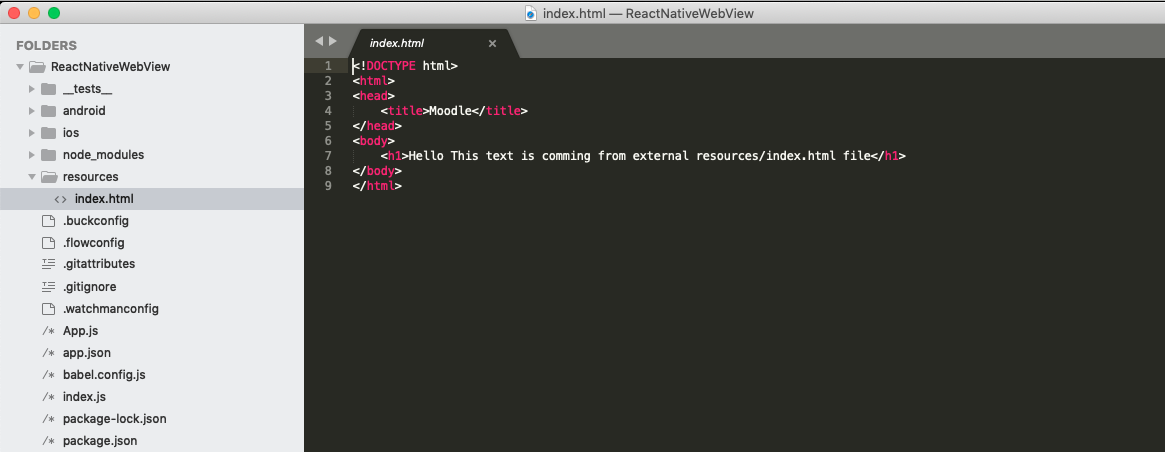 index.html — ReactNativeWebView
FOLDERS
ReactNativeWebView
__tests__
android
ios
node_modules
resources
<> index.html
.buckconfig
.flowconfig
.gitattributes
.gitignore
.watchmanconfig
/* App.js
/* app.json
/* babel.config.js
/* index.js
/* package-lock.json
/* package.json
index.html ×
1 <!DOCTYPE html>
2 <html>
3 <head>
4     <title>Moodle</title>
5 </head>
6 <body>
7     <h1>Hello This text is comming from external resources/index.html file</h1>
8 </body>
9 </html>